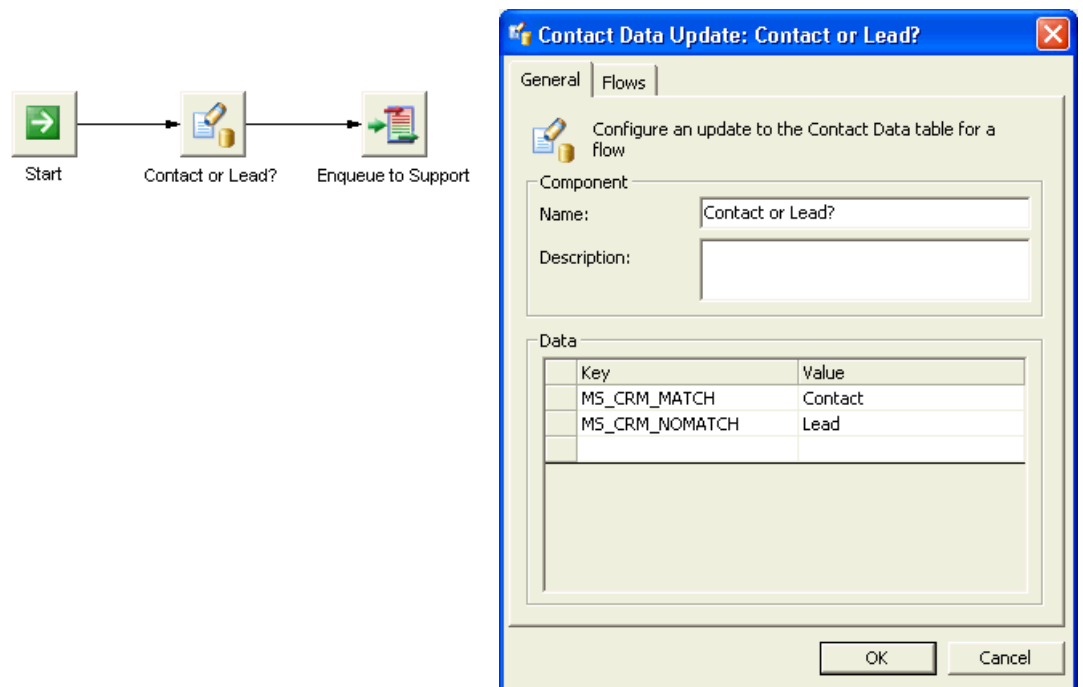 Start
Contact or Lead?
Enqueue to Support
Contact Data Update: Contact or Lead?
General
Flows
Configure an update to the Contact Data table for a
flow
Component
Name:
Contact or Lead?
Description:
Data
Key Value
MS_CRM_MATCH Contact
MS_CRM_NOMATCH Lead
OK
Cancel